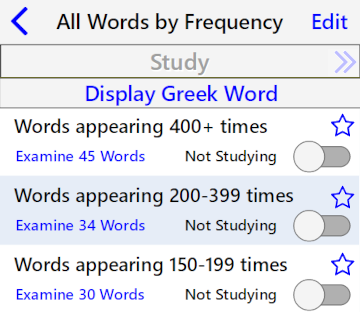 All Words by Frequency Edit
Study
Display Greek Word
Words appearing 400+ times
Examine 45 Words Not Studying
Words appearing 200-399 times
Examine 34 Words Not Studying
Words appearing 150-199 times
Examine 30 Words Not Studying